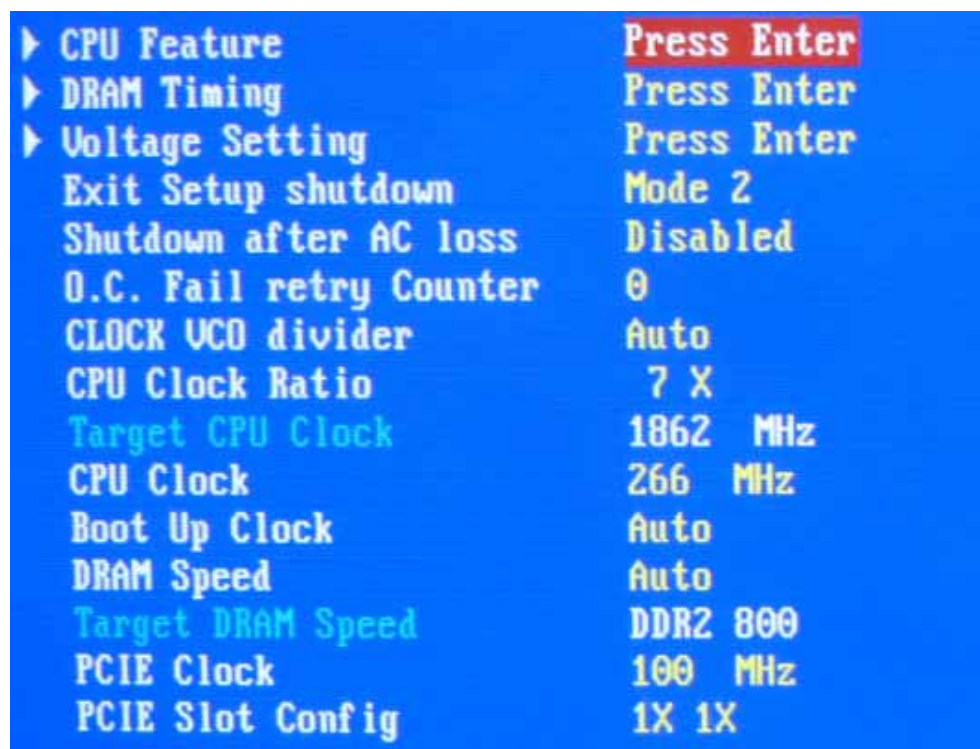 CPU Feature Press Enter
DRAM Timing Press Enter
Voltage Setting Press Enter
Exit Setup shutdown Mode 2
Shutdown after AC loss Disabled
O.C. Fail retry Counter 0
CLOCK VCO divider Auto
CPU Clock Ratio 7 X
Target CPU Clock 1862 MHz
CPU Clock 266 MHz
Boot Up Clock Auto
DRAM Speed Auto
Target DRAM Speed DDR2 800
PCIE Clock 100 MHz
PCIE Slot Config 1X 1X